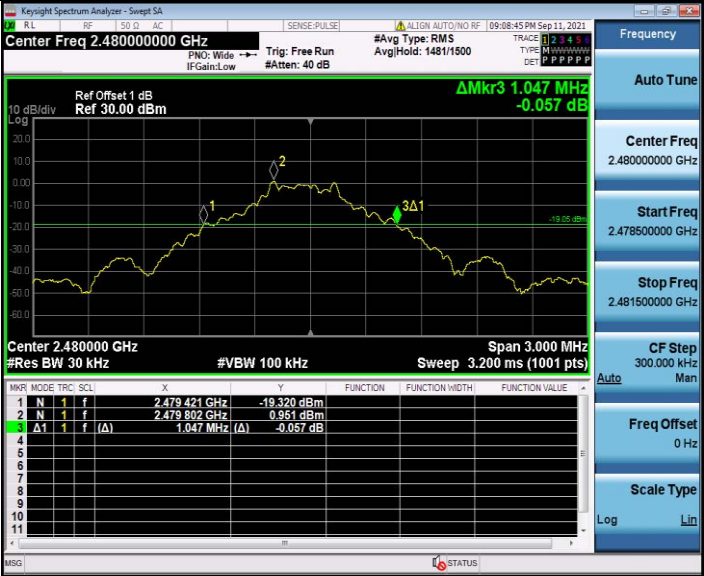 Keysight Spectrum Analyzer - Swept SA
RL RF 50 Ω AC SENSE:PULSE ALIGN AUTO/NO RF 09:08:45 PM Sep 11, 2021
Center Freq 2.480000000 GHz
PNO: Wide
IFGain:Low
Trig: Free Run
#Atten: 40 dB
#Avg Type: RMS
Avg|Hold: 1481/1500
TRACE 1 2 3 4 5 6
TYPE M W W W W W
DET P P P P P P
ΔMkr3 1.047 MHz
-0.057 dB
Ref Offset 1 dB
10 dB/div Ref 30.00 dBm
Log
20.0
10.0
0.00
-10.0
-20.0
-30.0
-40.0
-50.0
-60.0
1
2
3Δ1
-19.05 dBm
Center 2.480000 GHz Span 3.000 MHz
#Res BW 30 kHz #VBW 100 kHz Sweep 3.200 ms (1001 pts)
MKR MODE TRC SCL X Y FUNCTION FUNCTION WIDTH FUNCTION VALUE
1 N 1 f 2.479 421 GHz -19.320 dBm
2 N 1 f 2.479 802 GHz 0.951 dBm
3 Δ1 1 f (Δ) 1.047 MHz (Δ) -0.057 dB
4
5
6
7
8
9
10
11
MSG STATUS
Frequency
Auto Tune
Center Freq
2.480000000 GHz
Start Freq
2.478500000 GHz
Stop Freq
2.481500000 GHz
CF Step
300.000 kHz
Auto Man
Freq Offset
0 Hz
Scale Type
Log Lin